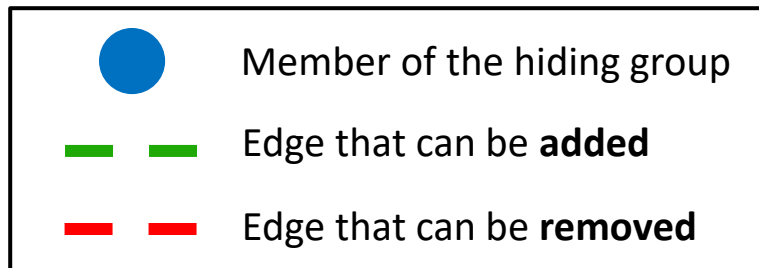 Member of the hiding group
Edge that can be added
Edge that can be removed